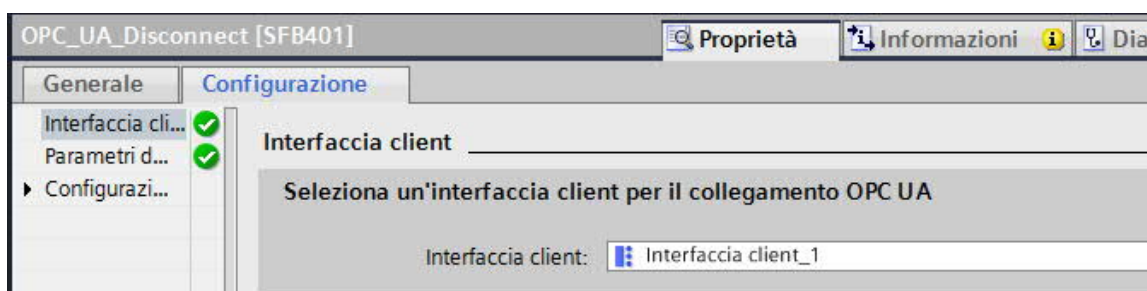 OPC_UA_Disconnect [SFB401]
Proprietà
Informazioni
Dia
Generale
Configurazione
Interfaccia cli...
Parametri d...
Configurazi...
Interfaccia client
Seleziona un'interfaccia client per il collegamento OPC UA
Interfaccia client: Interfaccia client_1